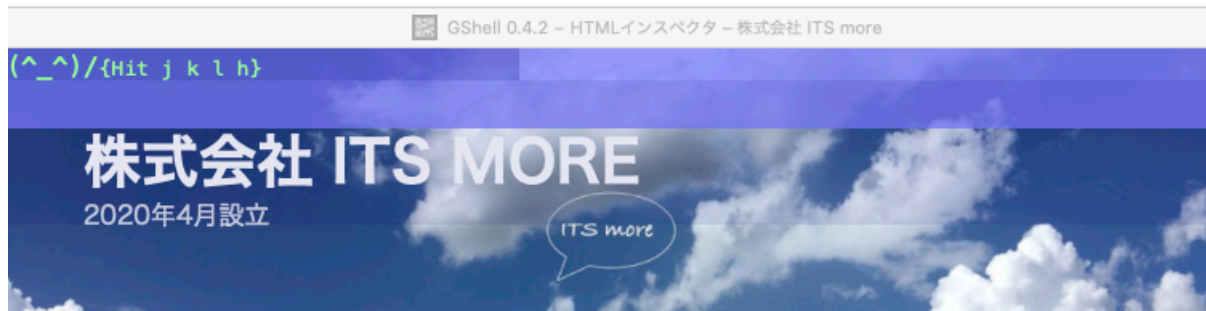 GShell 0.4.2 – HTMLインスペクタ – 株式会社 ITS more
(^_^)/{Hit j k l h}
株式会社 ITS MORE
2020年4月設立
ITS more